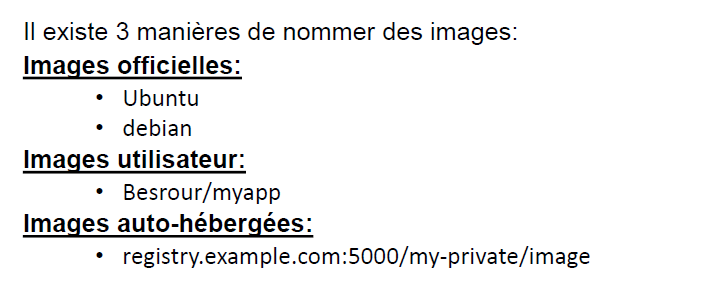 Il existe 3 manières de nommer des images:
Images officielles:
• Ubuntu
• debian
Images utilisateur:
• Besrour/myapp
Images auto-hébergées:
• registry.example.com:5000/my-private/image